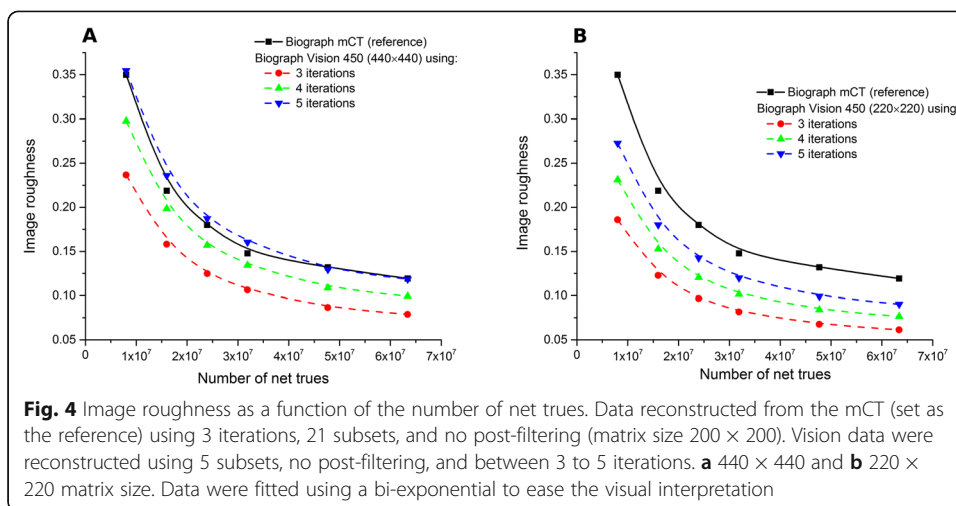 A
Biograph mCT (reference)
Biograph Vision 450 (440×440) using:
3 iterations
4 iterations
5 iterations
0.35
0.30
0.25
0.20
0.15
0.10
0.05
Image roughness
0
1x10⁷
2x10⁷
3x10⁷
4x10⁷
5x10⁷
6x10⁷
7x10⁷
Number of net trues
B
Biograph mCT (reference)
Biograph Vision 450 (220×220) using
3 iterations
4 iterations
5 iterations
0.35
0.30
0.25
0.20
0.15
0.10
0.05
Image roughness
0
1x10⁷
2x10⁷
3x10⁷
4x10⁷
5x10⁷
6x10⁷
7x10⁷
Number of net trues
Fig. 4 Image roughness as a function of the number of net trues. Data reconstructed from the mCT (set as
the reference) using 3 iterations, 21 subsets, and no post-filtering (matrix size 200 × 200). Vision data were
reconstructed using 5 subsets, no post-filtering, and between 3 to 5 iterations. a 440 × 440 and b 220 ×
220 matrix size. Data were fitted using a bi-exponential to ease the visual interpretation